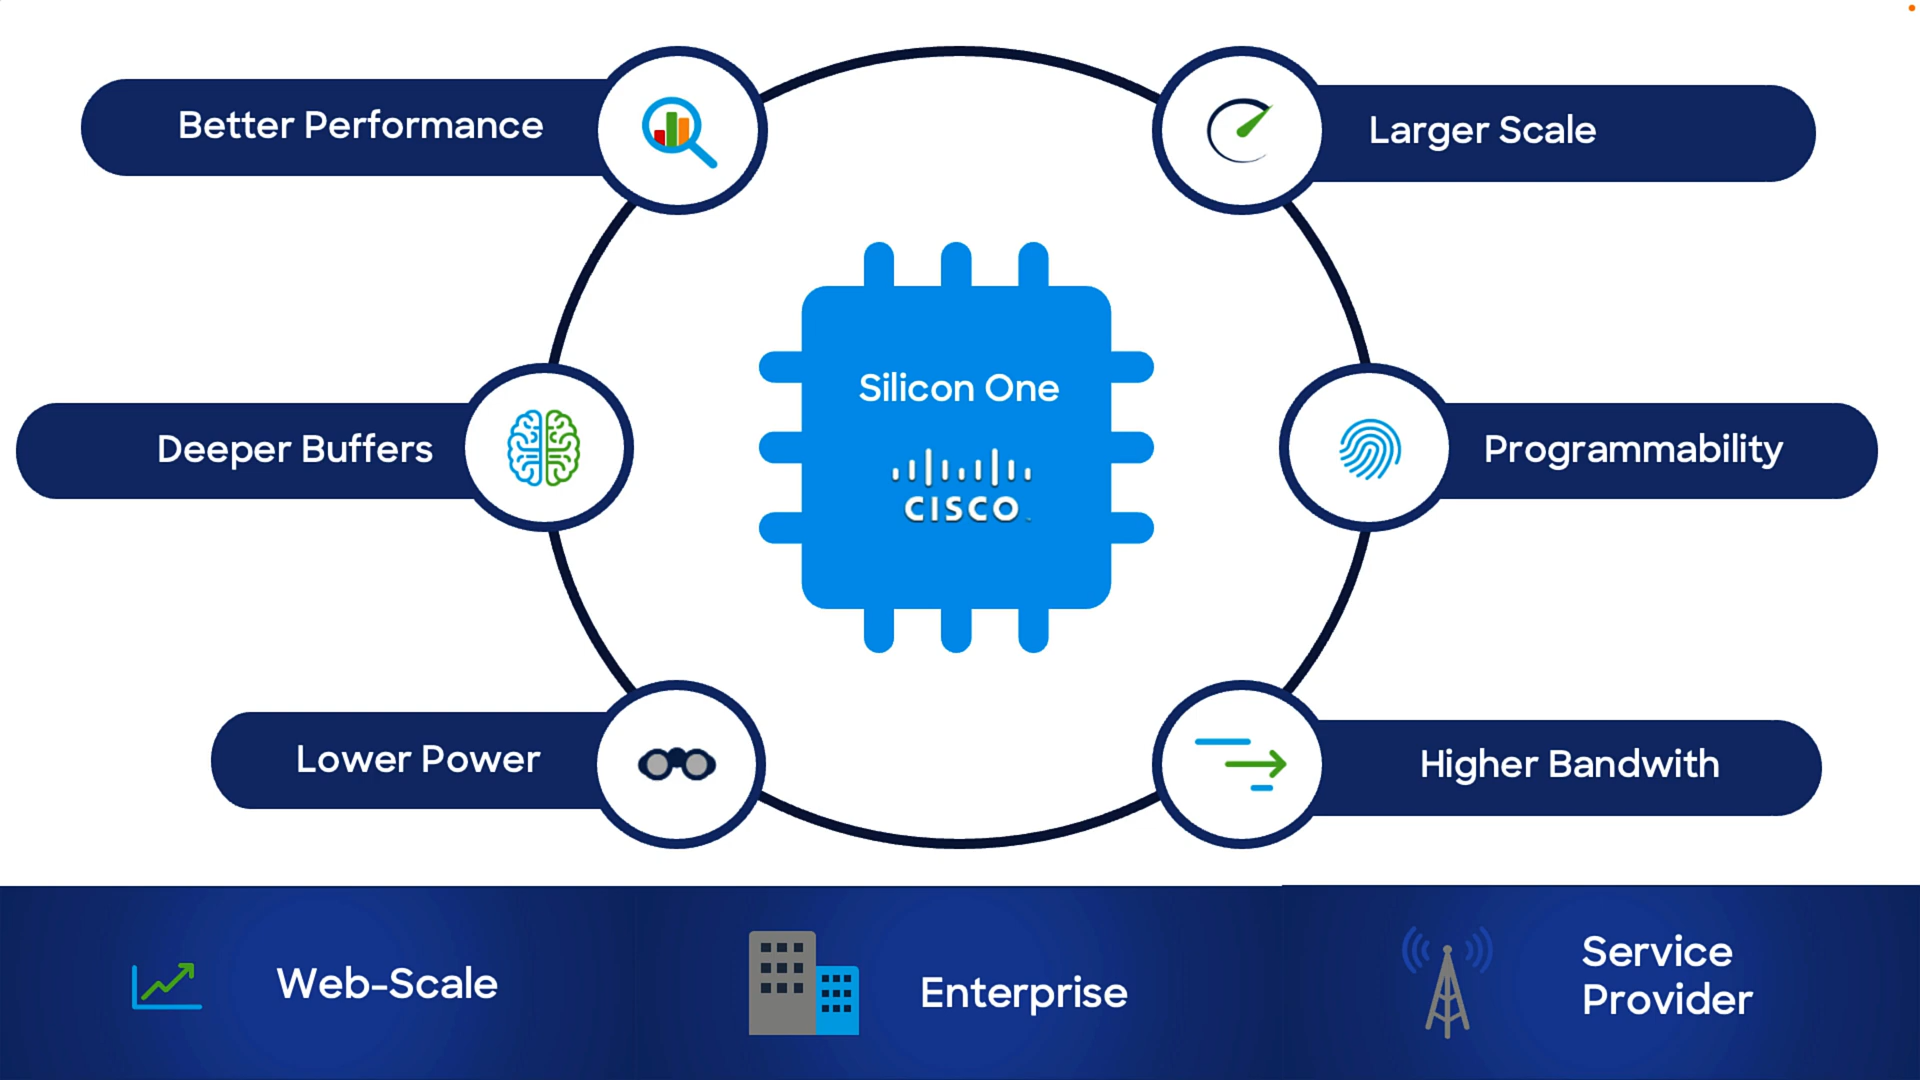 Better Performance
Larger Scale
Silicon One
CISCO
Deeper Buffers
Programmability
Lower Power
Higher Bandwith
Web-Scale
Enterprise
Service
Provider